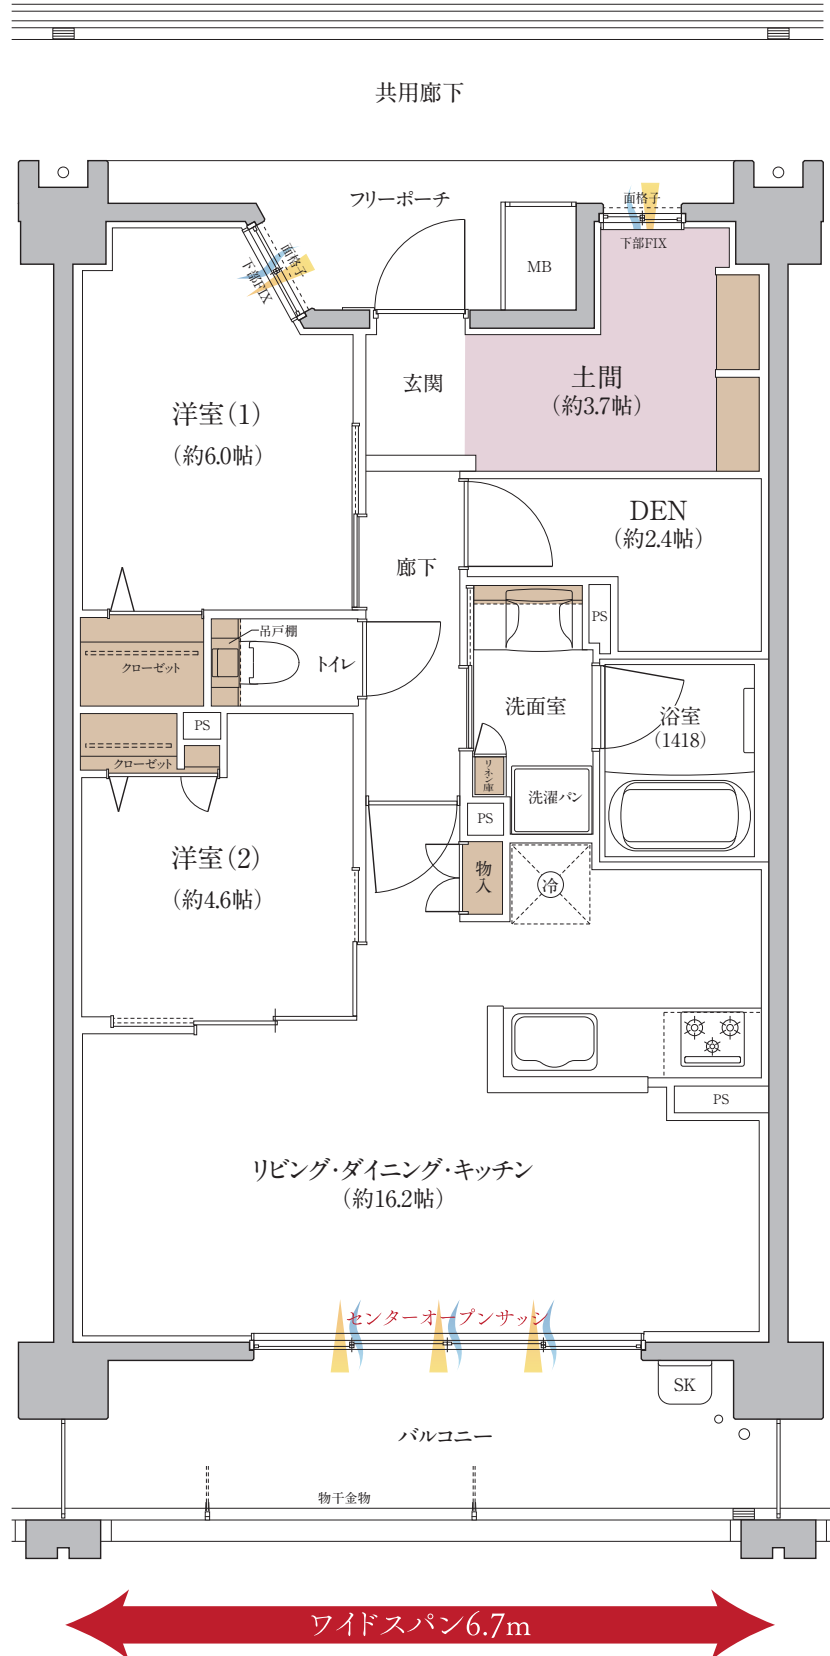 共用廊下
フリーポーチ
面格子
下部FIX
MB
面格子
下部FIX
玄関
土間
(約3.7帖)
洋室(1)
(約6.0帖)
DEN
(約2.4帖)
廊下
PS
吊戸棚
トイレ
クローゼット
洗面室
浴室
(1418)
PS
クローゼット
リネン庫
洗濯パン
PS
洋室(2)
(約4.6帖)
物入
冷
PS
リビング・ダイニング・キッチン
(約16.2帖)
センターオープンサッシ
SK
バルコニー
物干金物
ワイドスパン6.7m